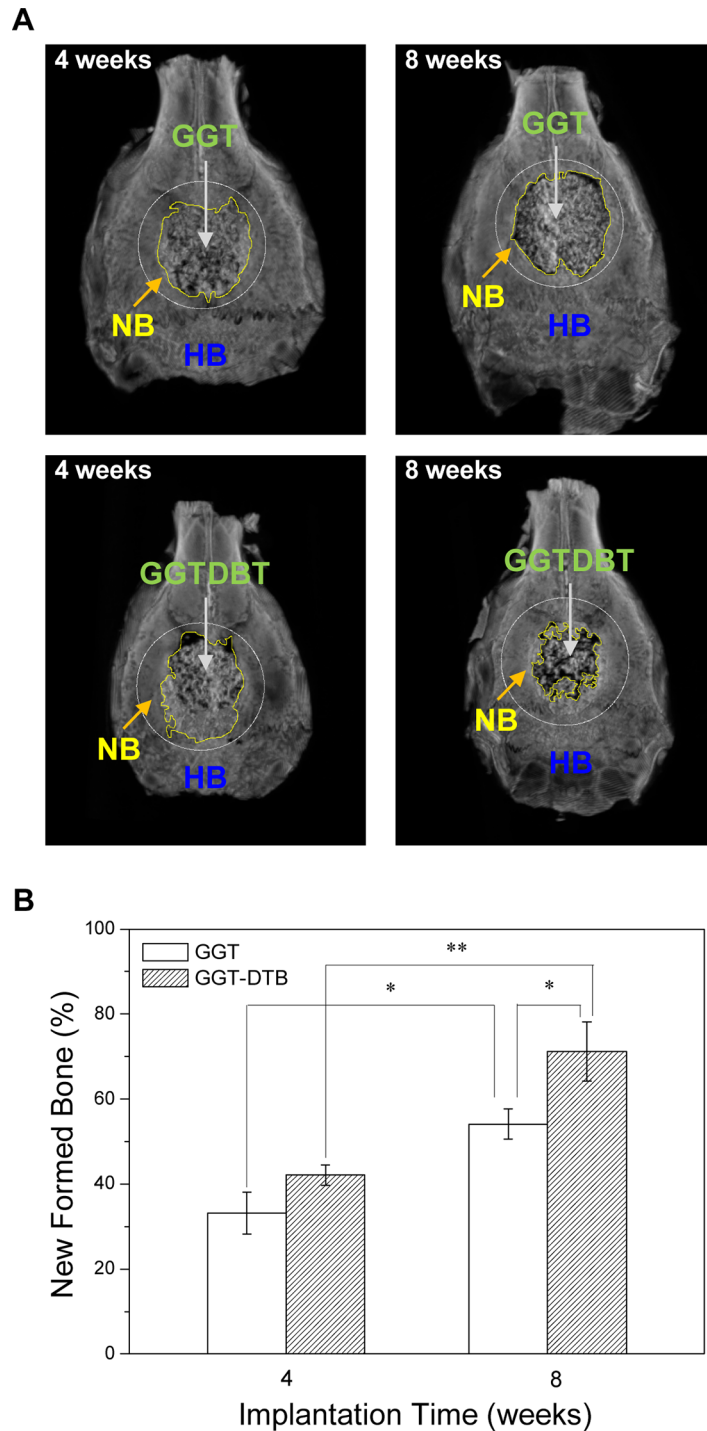 A
4 weeks
8 weeks
GGT
GGT
NB
NB
HB
HB
4 weeks
8 weeks
GGTDBT
GGTDBT
NB
NB
HB
HB
B
100
80
60
40
20
0
New Formed Bone (%)
GGT
GGT-DTB
**
*
*
4
8
Implantation Time (weeks)